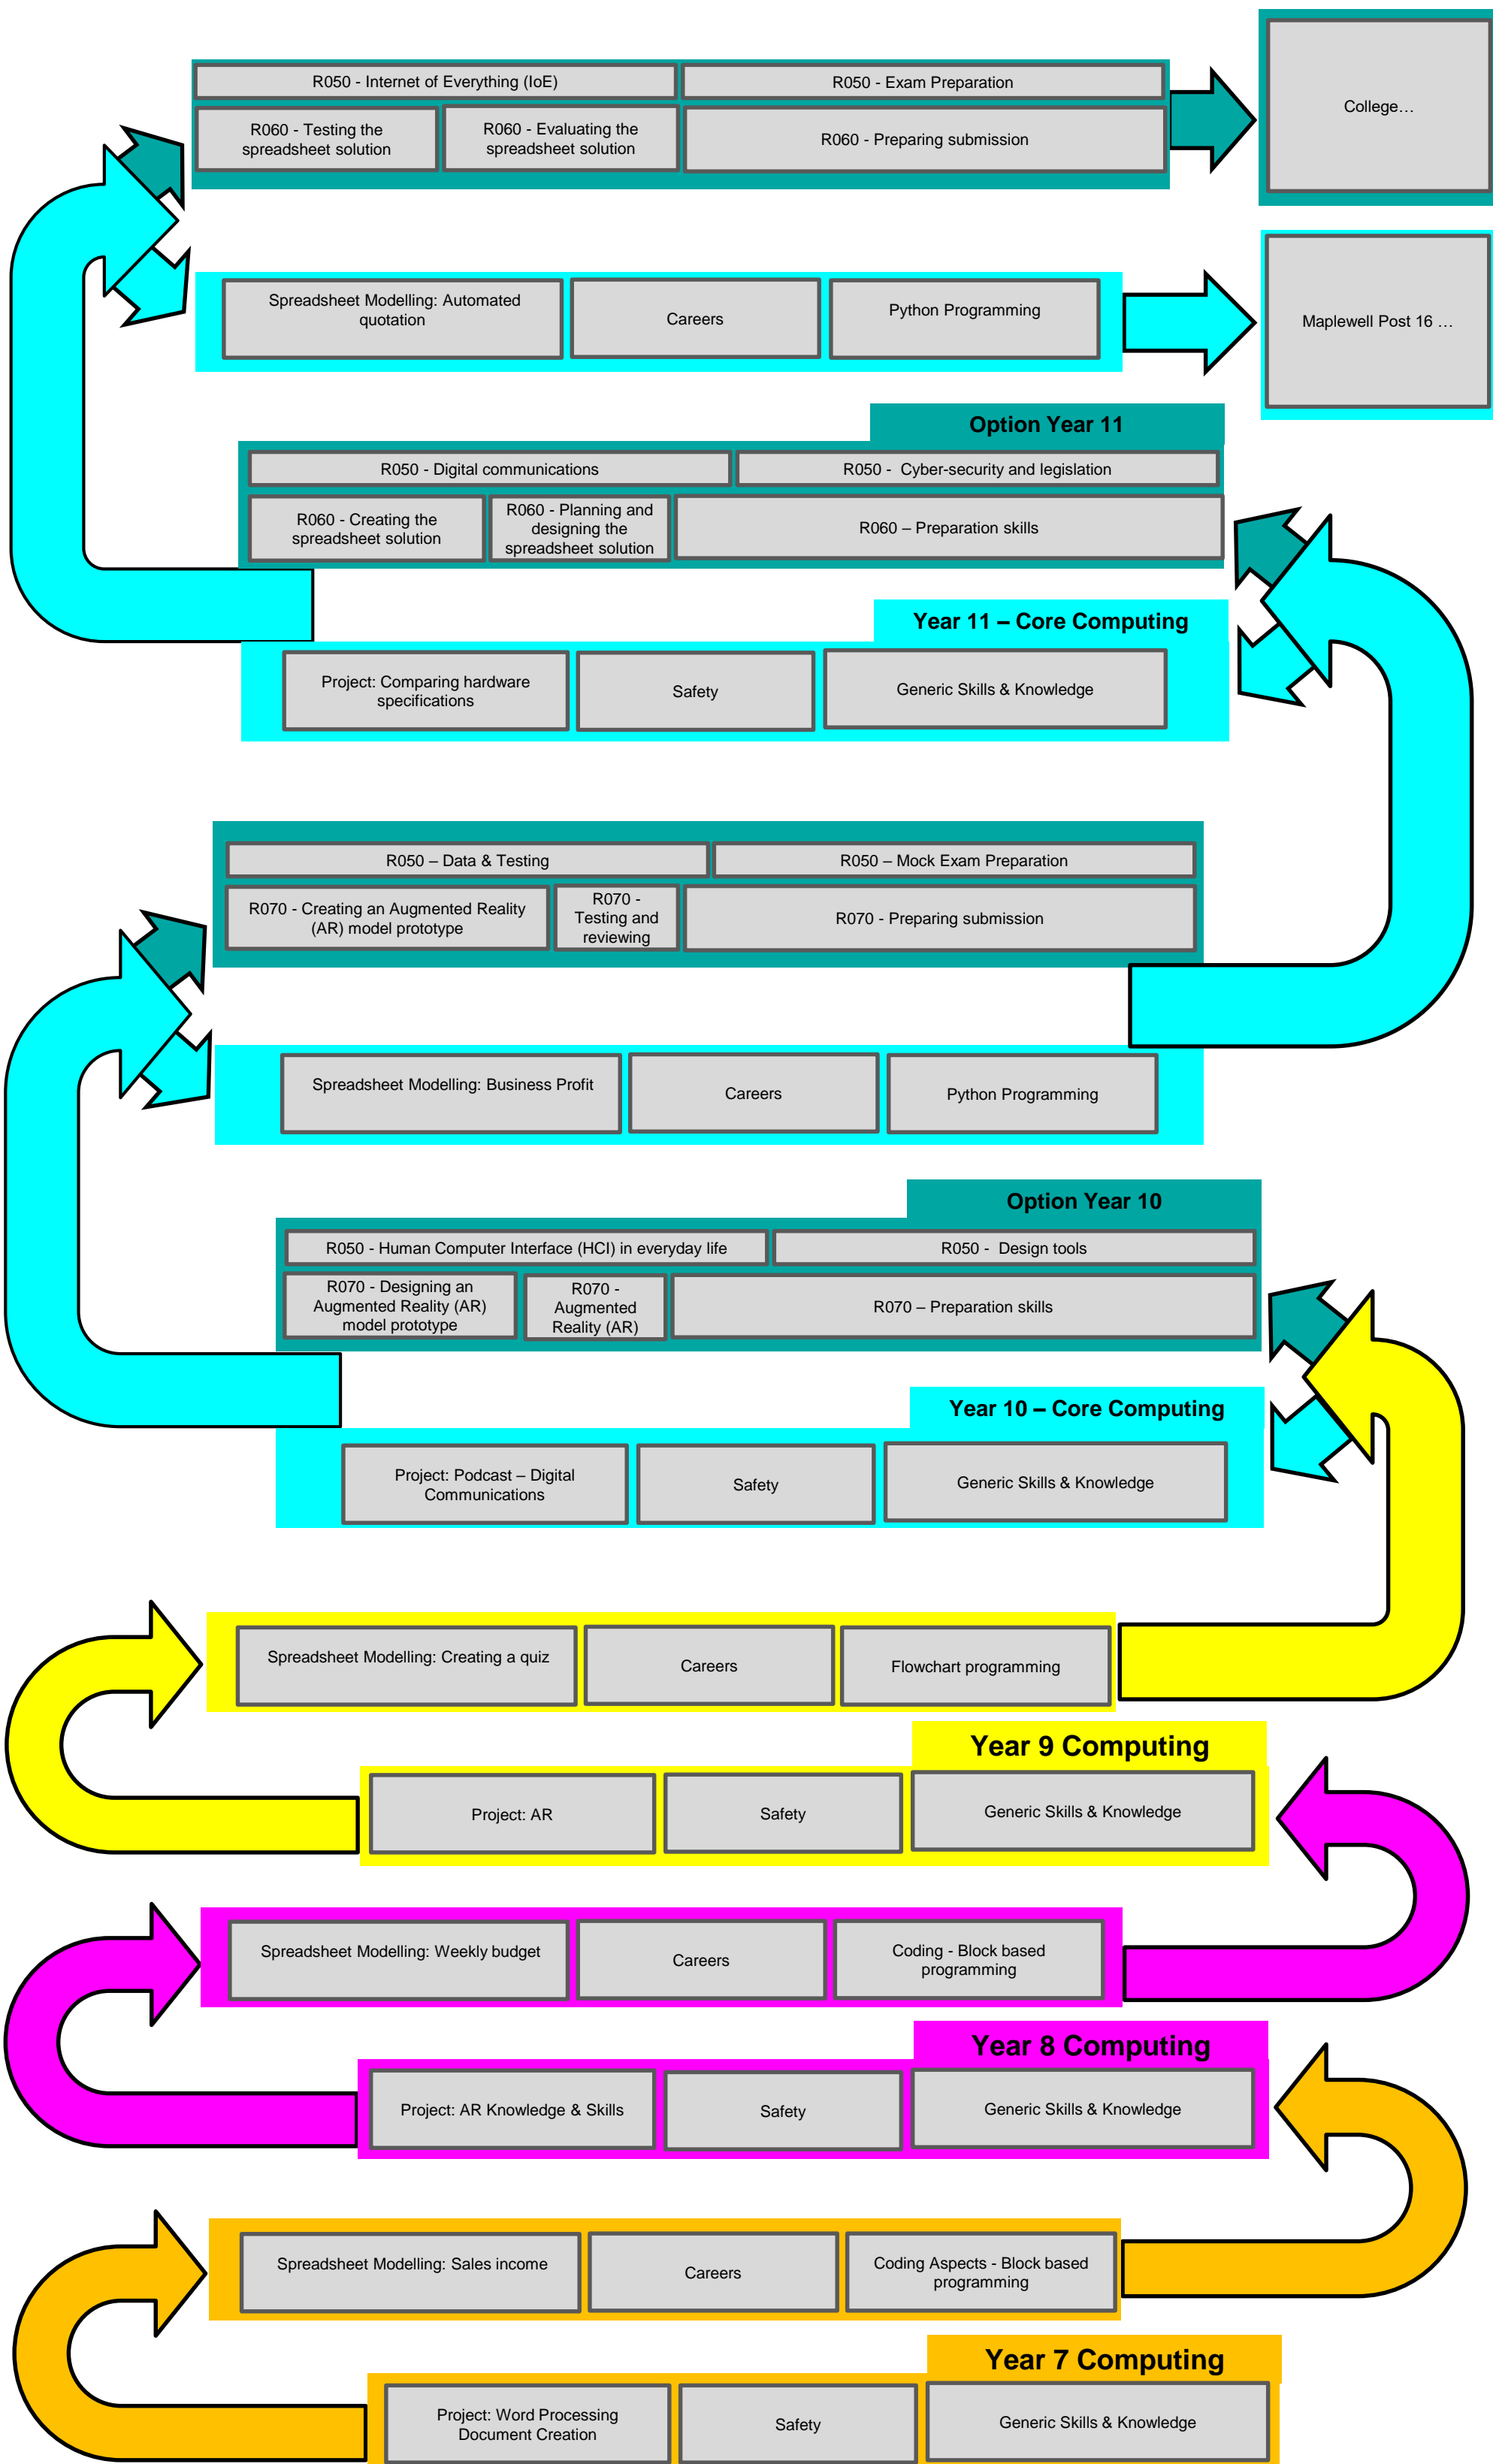 R050 - Internet of Everything (IoE)
R050 - Exam Preparation
R060 - Testing the
spreadsheet solution
R060 - Evaluating the
spreadsheet solution
R060 - Preparing submission
College…
Spreadsheet Modelling: Automated
quotation
Careers
Python Programming
Maplewell Post 16 …
Option Year 11
R050 - Digital communications
R050 -  Cyber-security and legislation
R060 - Creating the
spreadsheet solution
R060 - Planning and
designing the
spreadsheet solution
R060 – Preparation skills
Year 11 – Core Computing
Project: Comparing hardware
specifications
Safety
Generic Skills & Knowledge
R050 – Data & Testing
R050 – Mock Exam Preparation
R070 - Creating an Augmented Reality
(AR) model prototype
R070 -
Testing and
reviewing
R070 - Preparing submission
Spreadsheet Modelling: Business Profit
Careers
Python Programming
Option Year 10
R050 - Human Computer Interface (HCI) in everyday life
R050 -  Design tools
R070 - Designing an
Augmented Reality (AR)
model prototype
R070 -
Augmented
Reality (AR)
R070 – Preparation skills
Year 10 – Core Computing
Project: Podcast – Digital
Communications
Safety
Generic Skills & Knowledge
Spreadsheet Modelling: Creating a quiz
Careers
Flowchart programming
Year 9 Computing
Project: AR
Safety
Generic Skills & Knowledge
Spreadsheet Modelling: Weekly budget
Careers
Coding - Block based
programming
Year 8 Computing
Project: AR Knowledge & Skills
Safety
Generic Skills & Knowledge
Spreadsheet Modelling: Sales income
Careers
Coding Aspects - Block based
programming
Year 7 Computing
Project: Word Processing
Document Creation
Safety
Generic Skills & Knowledge